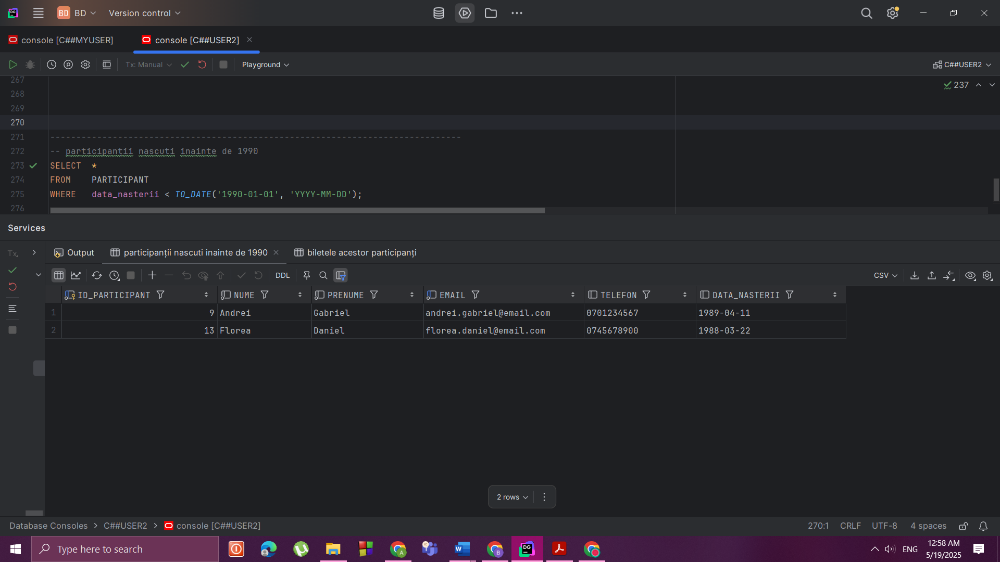 BD BD Version control
console [C##MYUSER] console [C##USER2]
Tx: Manual Playground C##USER2
267 237
268
269
270
271 -------------------------------------------------------------------------------
272 -- participanții nascuti inainte de 1990
273 SELECT *
274 FROM PARTICIPANT
275 WHERE data_nasterii < TO_DATE('1990-01-01', 'YYYY-MM-DD');
276
Services
Tx Output participanții nascuti inainte de 1990 biletele acestor participanți
DDL CSV
ID_PARTICIPANT NUME PRENUME EMAIL TELEFON DATA_NASTERII
1 9 Andrei Gabriel andrei.gabriel@email.com 0701234567 1989-04-11
2 13 Florea Daniel florea.daniel@email.com 0745678900 1988-03-22
2 rows
Database Consoles > C##USER2 > console [C##USER2] 270:1 CRLF UTF-8 4 spaces
Type here to search ENG 12:58 AM
5/19/2025